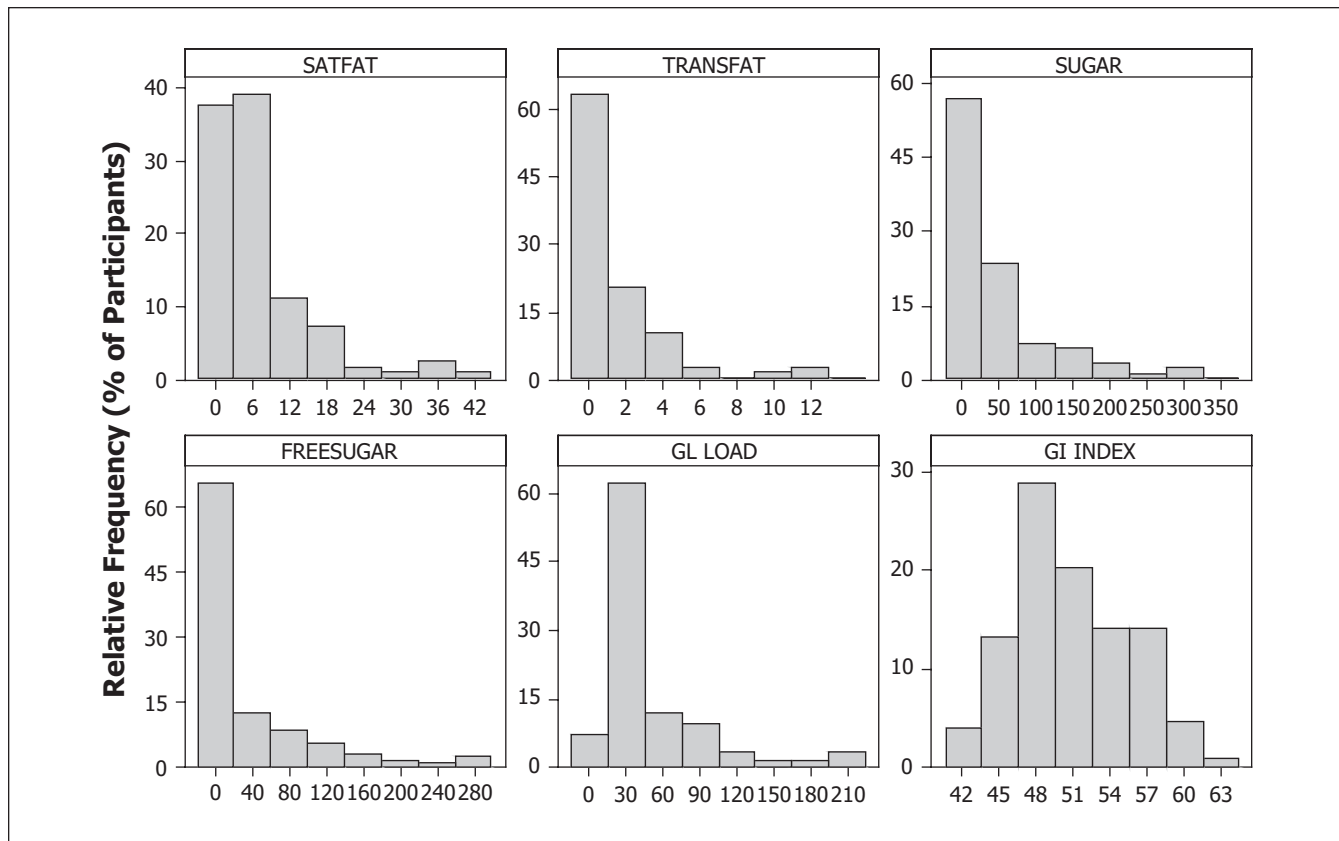 Relative Frequency (% of Participants)
SATFAT
40
30
20
10
0
0 6 12 18 24 30 36 42
TRANSFAT
60
45
30
15
0
0 2 4 6 8 10 12
SUGAR
60
45
30
15
0
0 50 100 150 200 250 300 350
FREESUGAR
60
45
30
15
0
0 40 80 120 160 200 240 280
GL LOAD
60
45
30
15
0
0 30 60 90 120 150 180 210
GI INDEX
30
20
10
0
42 45 48 51 54 57 60 63